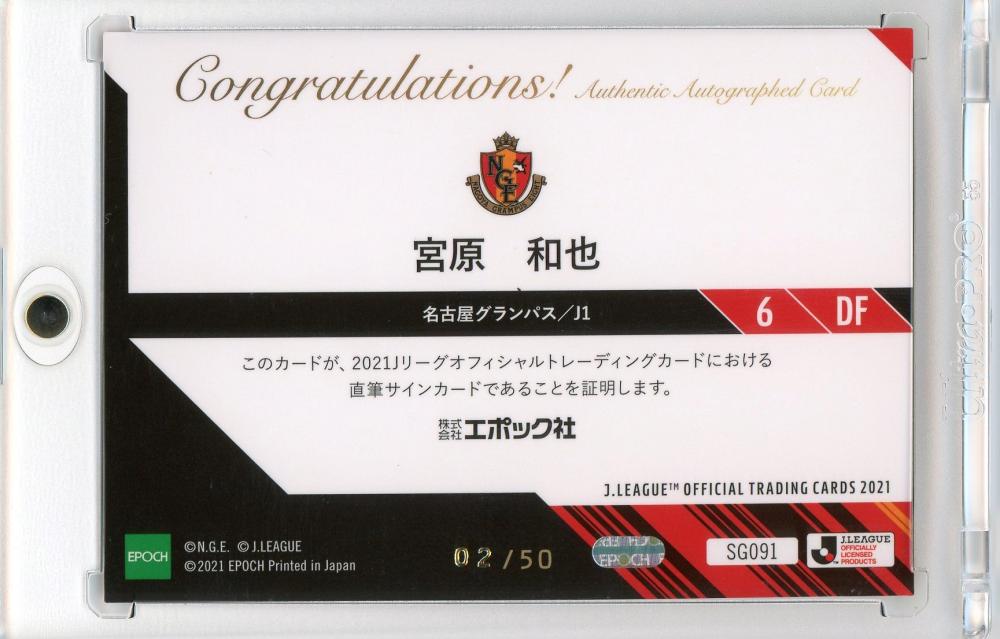 Congratulations! Authentic Autographed Card
NGE
NAGOYA GRAMPUS EIGHT
宮原 和也
名古屋グランパス／J1
6 DF
このカードが、2021Jリーグオフィシャルトレーディングカードにおける
直筆サインカードであることを証明します。
株式会社エポック社
J.LEAGUE™ OFFICIAL TRADING CARDS 2021
EPOCH
©N.G.E. ©J.LEAGUE
©2021 EPOCH Printed in Japan
02/50
EPOCH
SG091
J.LEAGUE
OFFICIALLY
LICENSED
PRODUCTS